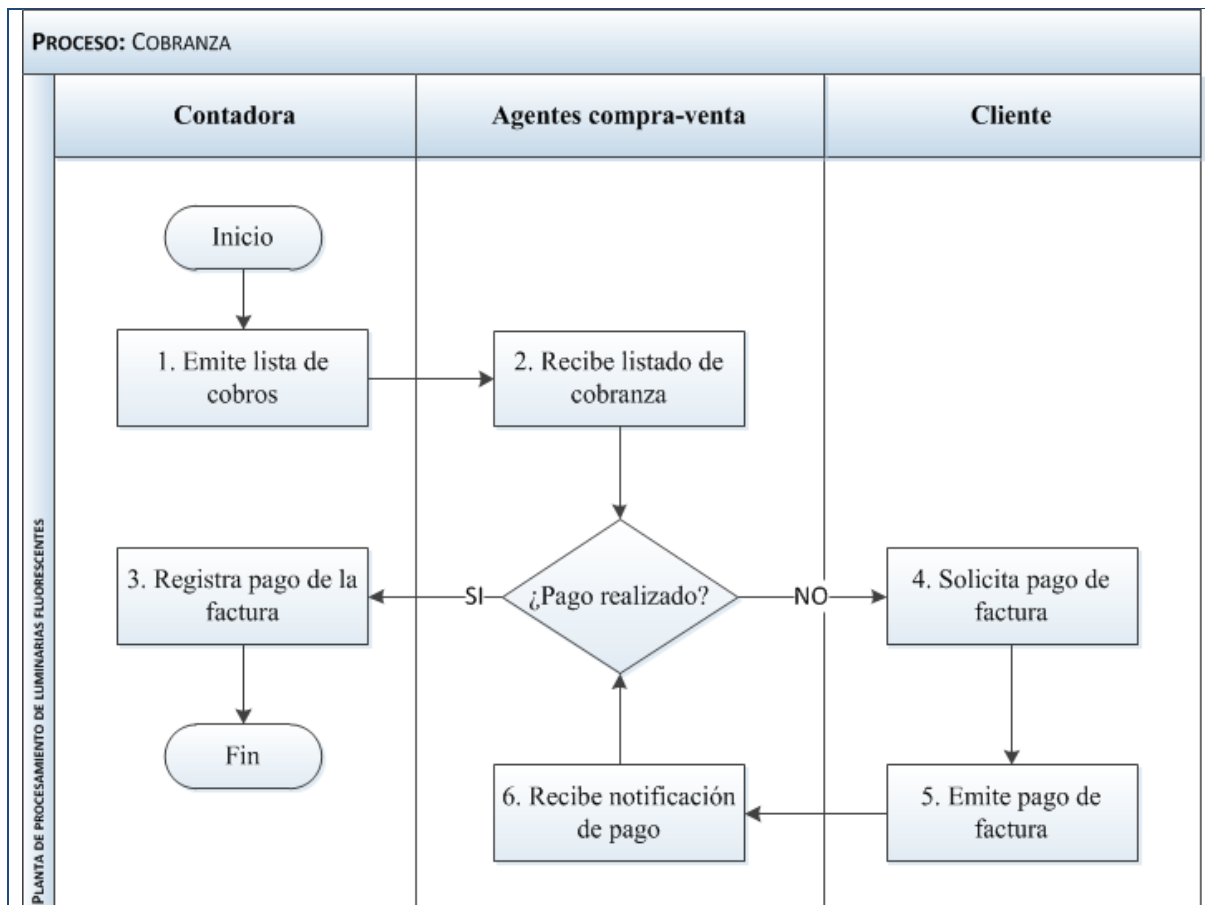 PROCESO: COBRANZA
Contadora
Agentes compra-venta
Cliente
Inicio
1. Emite lista de
cobros
2. Recibe listado de
cobranza
3. Registra pago de la
factura
SI
¿Pago realizado?
NO
4. Solicita pago de
factura
Fin
6. Recibe notificación
de pago
5. Emite pago de
factura
PLANTA DE PROCESAMIENTO DE LUMINARIAS FLUORESCENTES